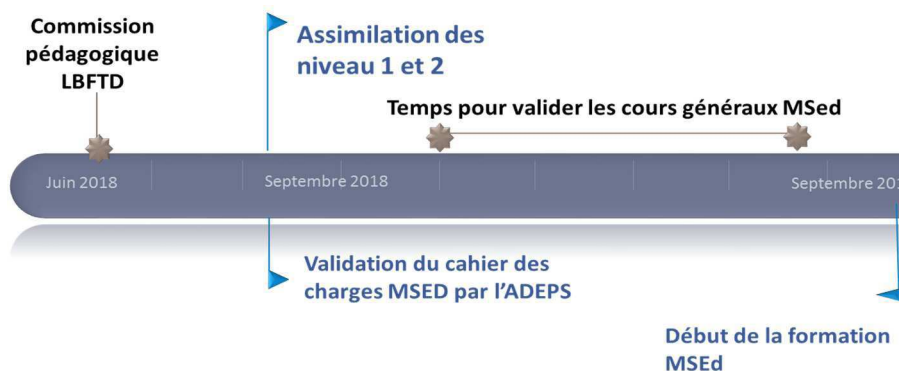 Commission
pédagogique
LBFTD
Assimilation des
niveau 1 et 2
Temps pour valider les cours généraux MSed
Juin 2018
Septembre 2018
Septembre
Validation du cahier des
charges MSED par l'ADEPS
Début de la formation
MSEd